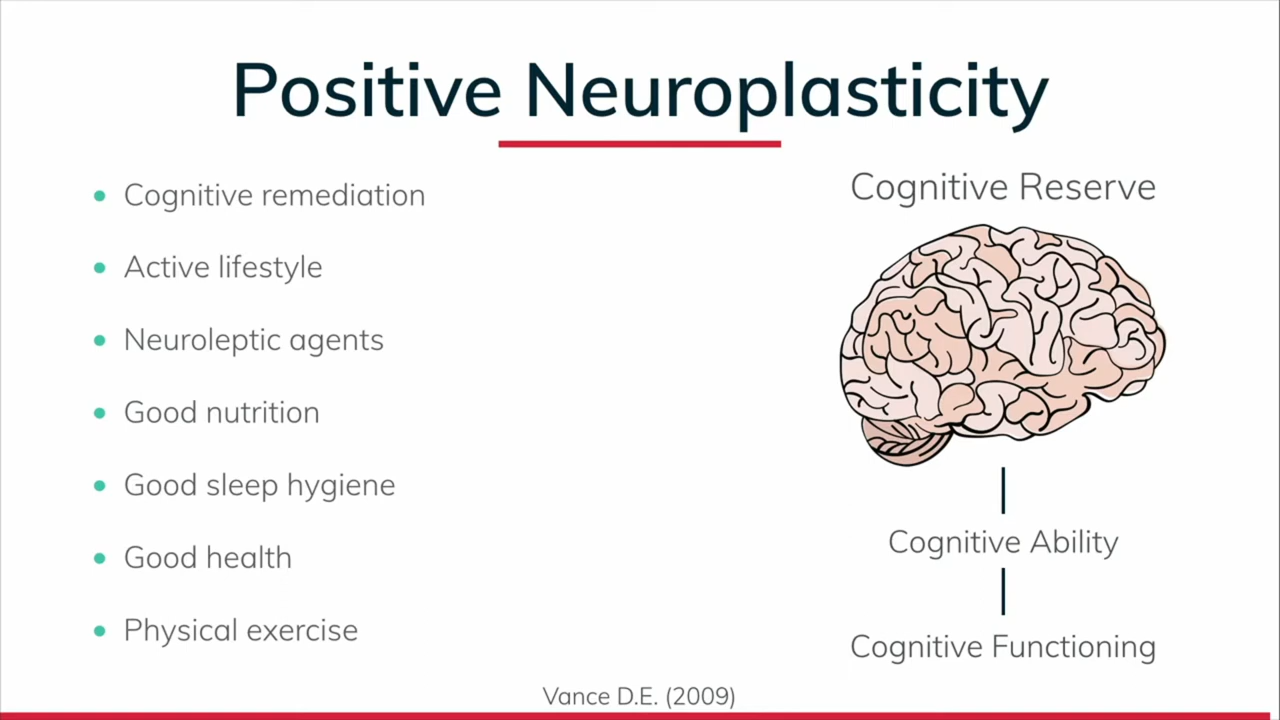 Positive Neuroplasticity
Cognitive remediation
Active lifestyle
Neuroleptic agents
Good nutrition
Good sleep hygiene
Good health
Physical exercise
Cognitive Reserve
Cognitive Ability
Cognitive Functioning
Vance D.E. (2009)